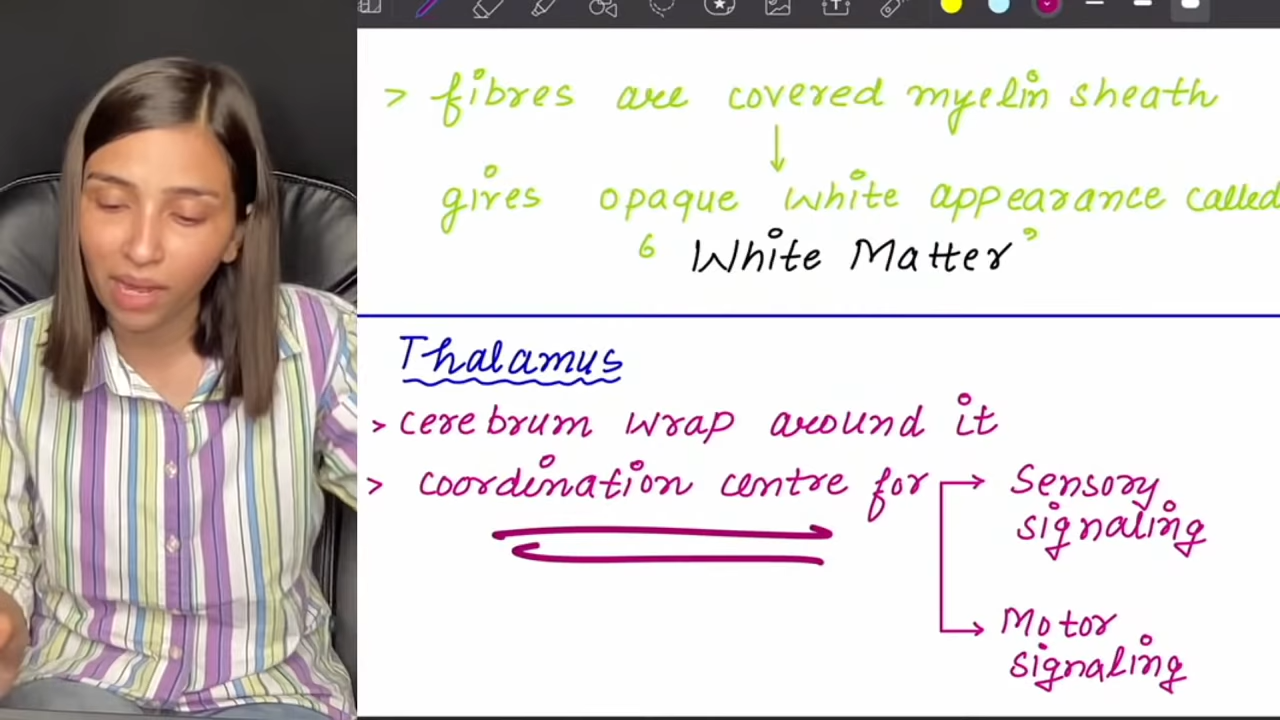 > fibres are covered myelin sheath
↓
gives opaque white appearance called
‘ White Matter ’
Thalamus
> cerebrum wrap around it
> coordination centre for → Sensory
signaling
→ Motor
signaling